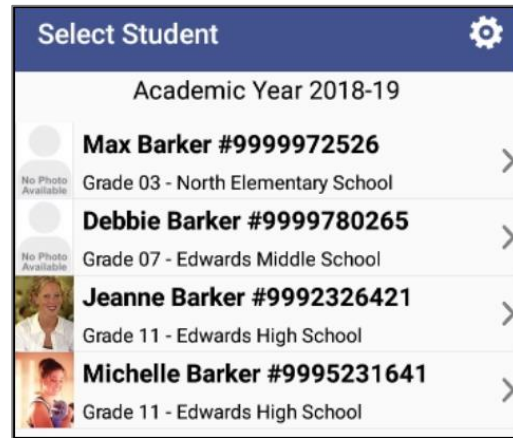 Select Student
Academic Year 2018-19
Max Barker #9999972526
No Photo
Available
Grade 03 - North Elementary School
Debbie Barker #9999780265
No Photo
Available
Grade 07 - Edwards Middle School
Jeanne Barker #9992326421
Grade 11 - Edwards High School
Michelle Barker #9995231641
Grade 11 - Edwards High School